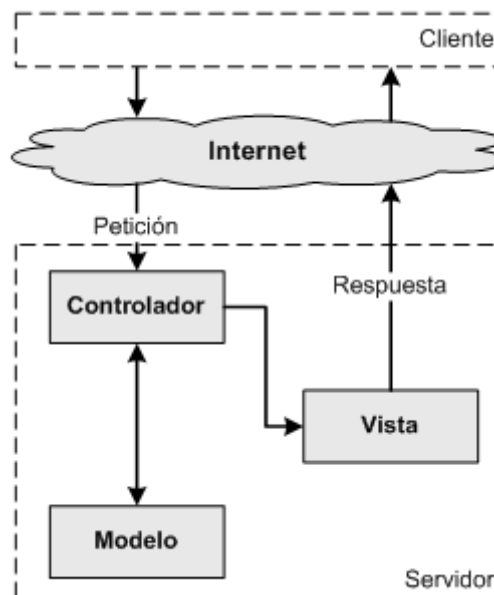 Cliente
Internet
Petición
Controlador
Respuesta
Vista
Modelo
Servidor